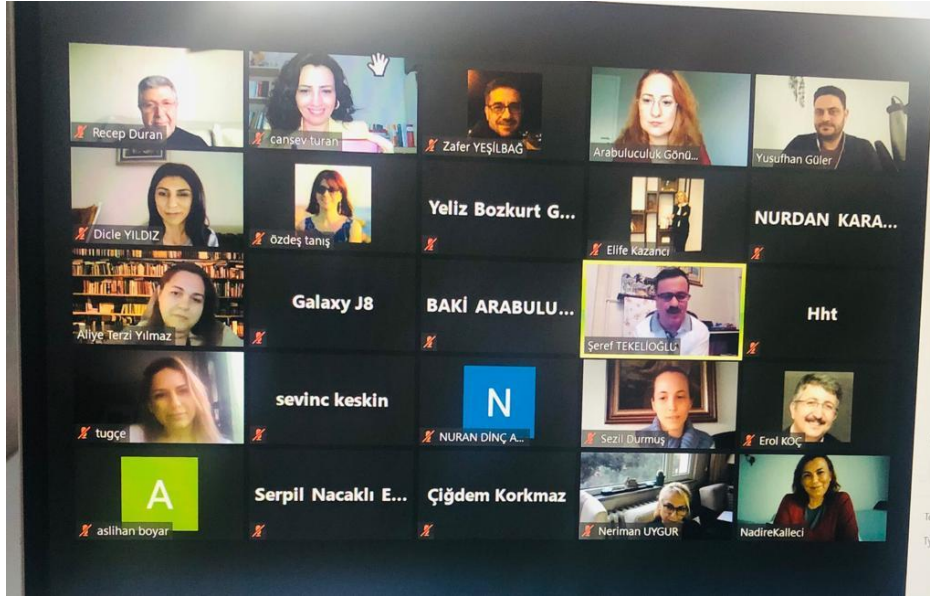 Recep Duran
cansev turan
Zafer YEŞİLBAĞ
Arabuluculuk Gönü...
Yusufhan Güler
Dicle YILDIZ
özdeş tanış
Yeliz Bozkurt G...
Elife Kazancı
NURDAN KARA...
Aliye Terzi Yılmaz
Galaxy J8
BAKİ ARABULU...
Şeref TEKELİOĞLU
Hht
tugçe
sevinc keskin
N
NURAN DİNÇ A...
Sezil Durmuş
Erol KOÇ
A
aslihan boyar
Serpil Nacaklı E...
Çiğdem Korkmaz
Neriman UYGUR
NadireKalleci